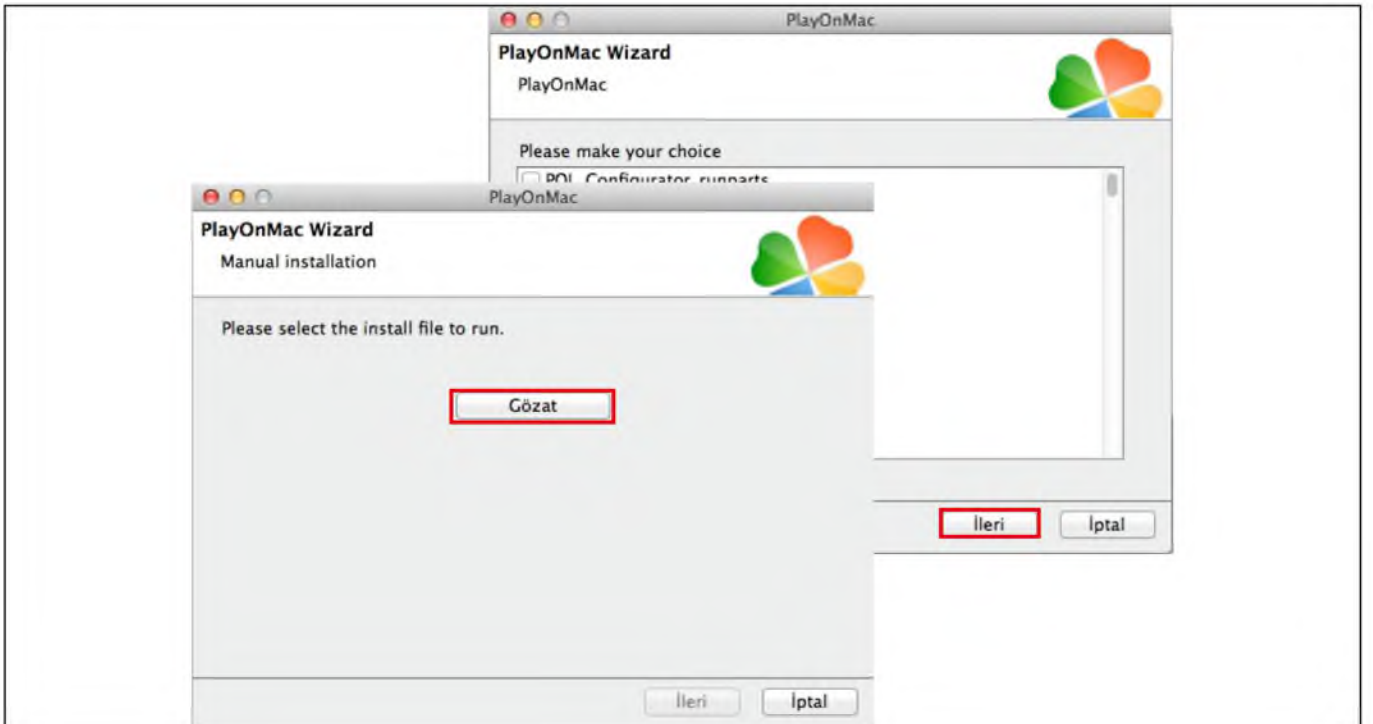 PlayOnMac
PlayOnMac Wizard
PlayOnMac
Please make your choice
POL_Configurator_runparts
İleri
İptal
PlayOnMac
PlayOnMac Wizard
Manual installation
Please select the install file to run.
Gözat
İleri
İptal